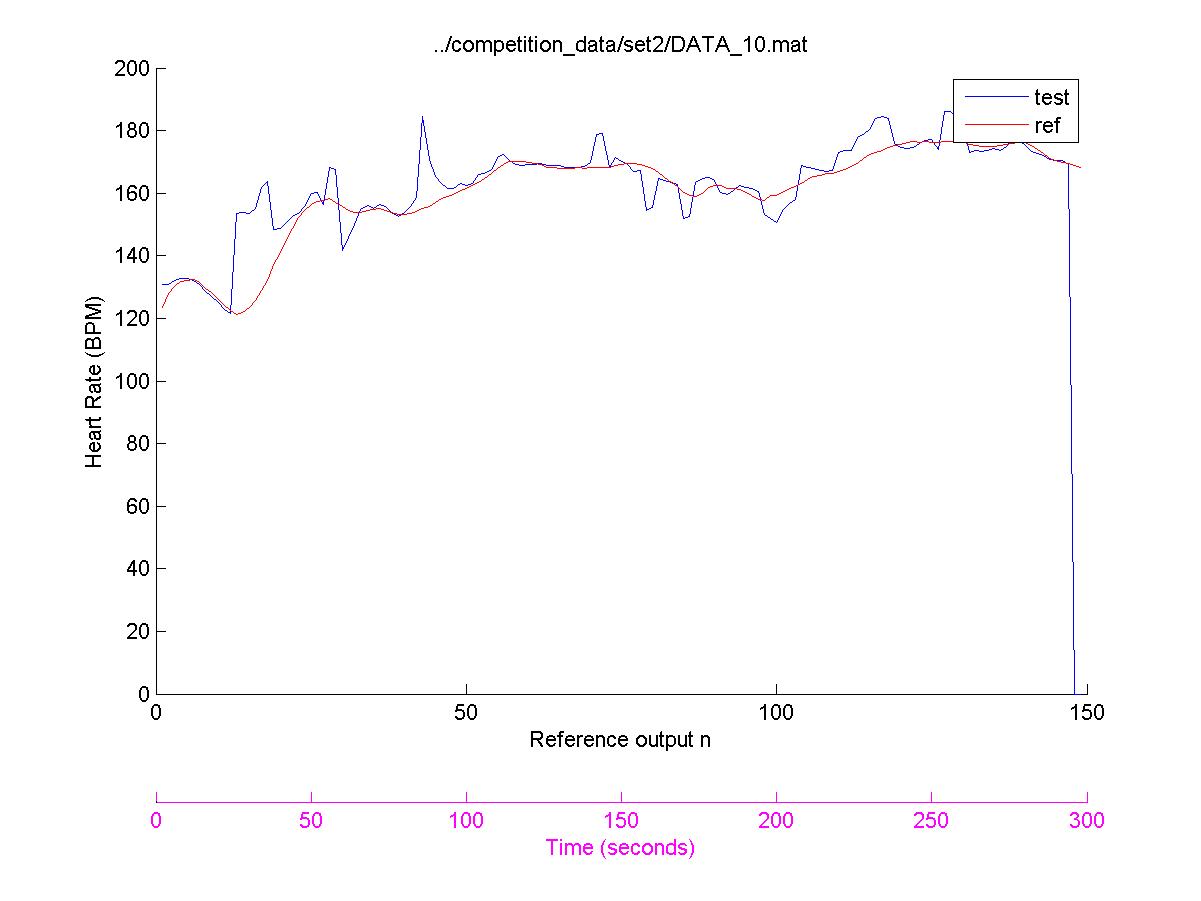 ../competition_data/set2/DATA_10.mat
200
180
160
140
120
100
80
60
40
20
0
Heart Rate (BPM)
test
ref
0 50 100 150
Reference output n
0 50 100 150 200 250 300
Time (seconds)